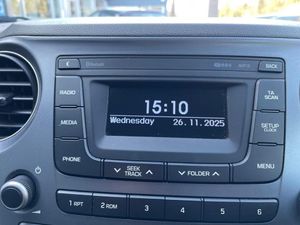 Bluetooth
BACK
RADIO
MEDIA
PHONE
15:10
Wednesday 26.11.2025
1A
SCAN
SETUP
CLOCK
MENU
SEEK
TRACK
FOLDER
1 RPT
2 RDM
3
4
5
6